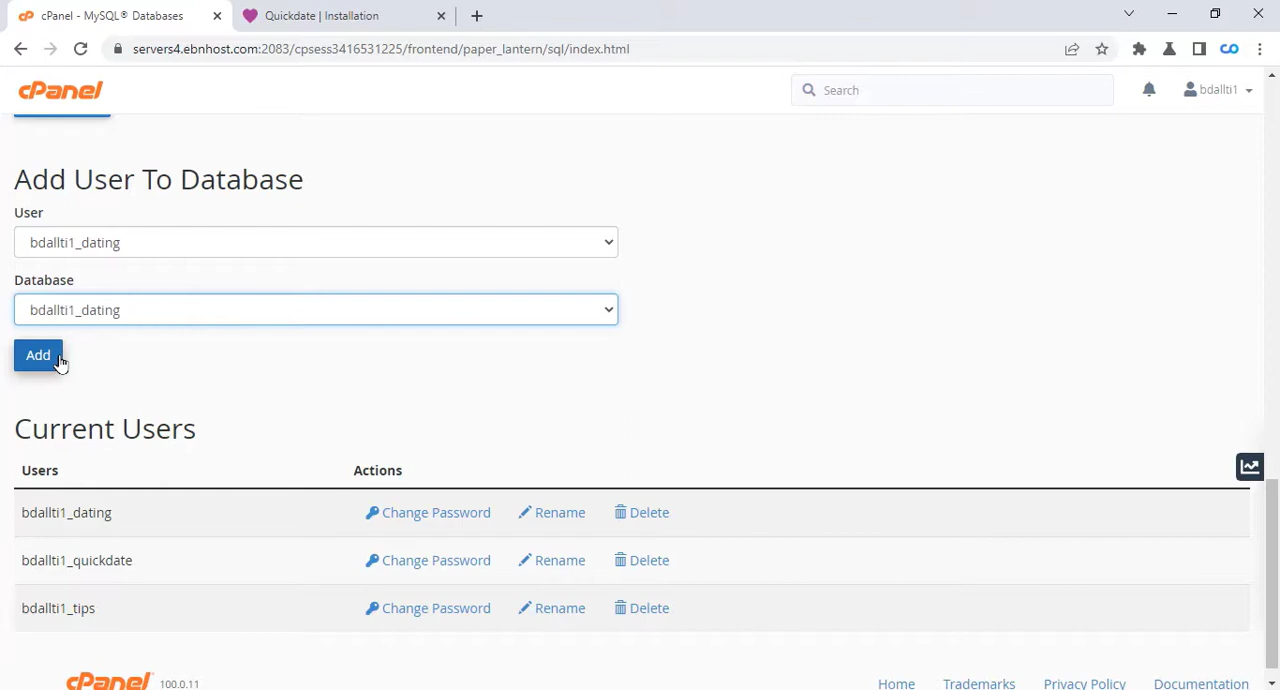 cPanel - MySQL® Databases
Quickdate | Installation
servers4.ebnhost.com:2083/cpsess3416531225/frontend/paper_lantern/sql/index.html
cPanel
Search
bdallti1
Add User To Database
User
bdallti1_dating
Database
bdallti1_dating
Add
Current Users
Users Actions
bdallti1_dating Change Password Rename Delete
bdallti1_quickdate Change Password Rename Delete
bdallti1_tips Change Password Rename Delete
cPanel 100.0.11 Home Trademarks Privacy Policy Documentation